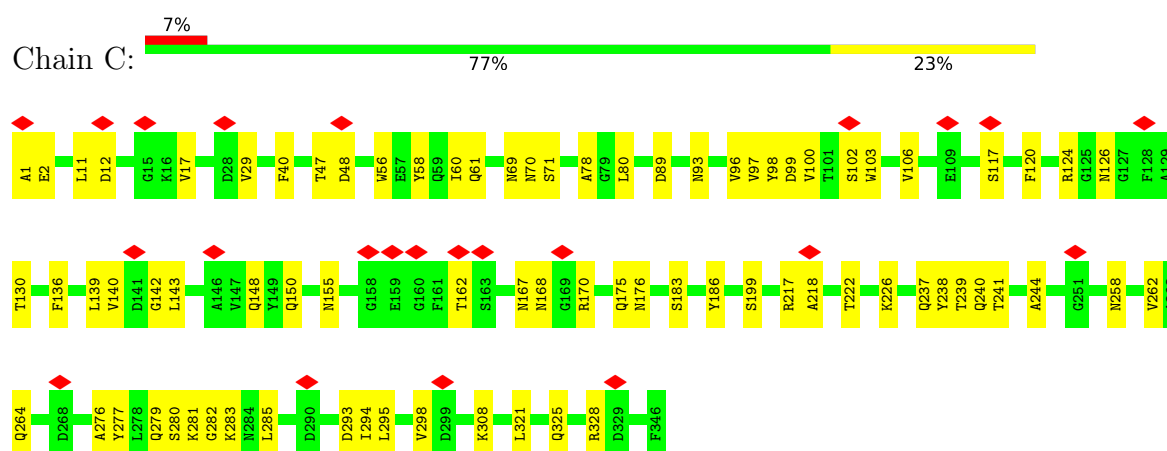 7%
Chain C:
77% 23%
A1 E2 L11 D12 G15 K16 V17 D28 V29 F40 T47 D48 W56 E57 Y58 Q59 I60 Q61 N69 N70 S71 A78 G79 L80 D89 N93 V96 V97 Y98 D99 V100 T101 S102 W103 V106 E109 S117 F120 R124 G125 N126 G127 F128 A129
T130 F136 L139 V140 D141 G142 L143 A146 V147 Q148 Y149 Q150 N155 G158 E159 G160 F161 T162 S163 N167 N168 G169 R170 Q175 N176 S183 Y186 S199 R217 A218 T222 K226 Q237 Y238 T239 Q240 T241 A244 G251 N258 V262
Q264 D268 A276 Y277 L278 Q279 S280 K281 G282 K283 N284 L285 D290 D293 I294 L295 V298 D299 K308 L321 Q325 R328 D329 F346